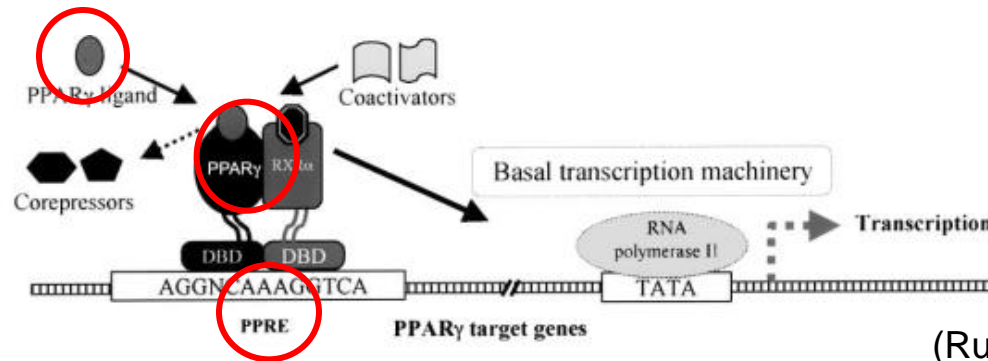 PPARγ ligand
Coactivators
PPARγ
RXRα
Corepressors
Basal transcription machinery
RNA
polymerase II
Transcription
DBD
DBD
AGGNCAAAGGTCA
TATA
PPRE
PPARγ target genes
(Ru